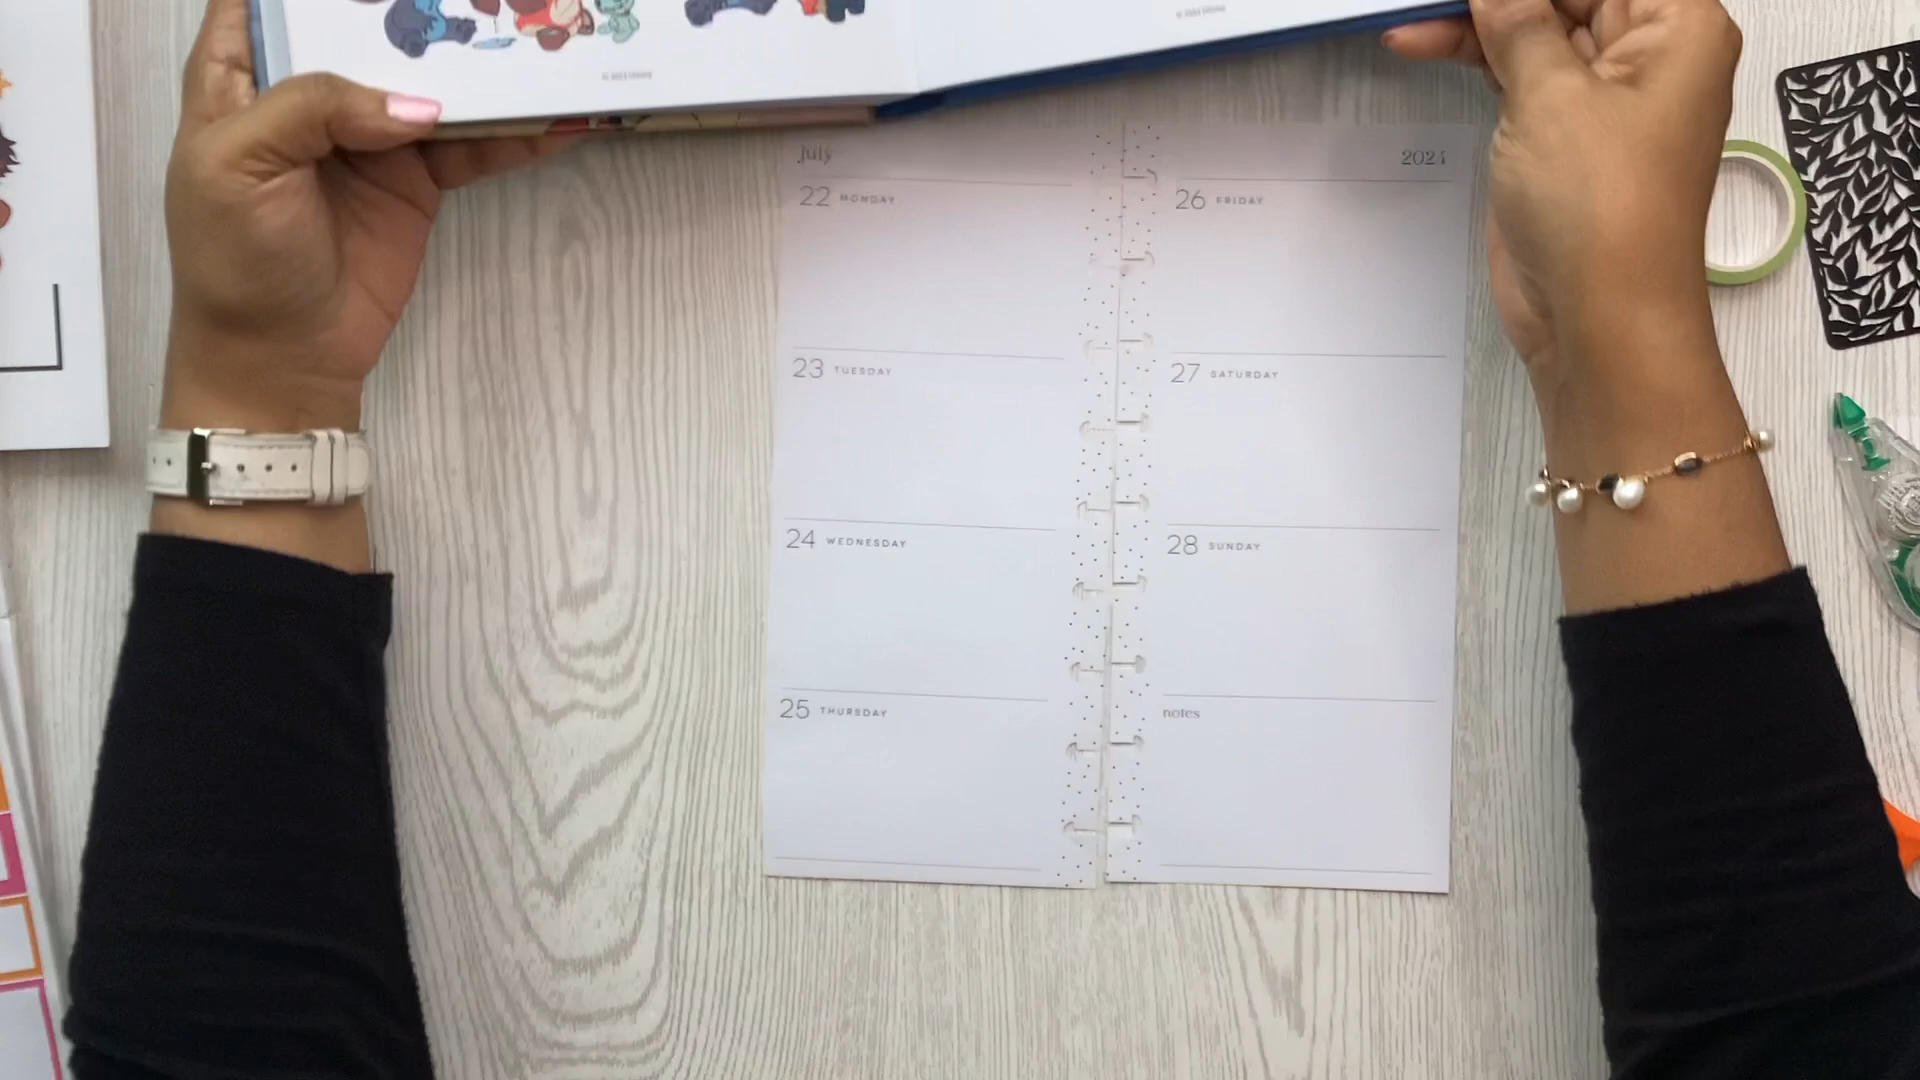 july
2024
22 MONDAY
23 TUESDAY
24 WEDNESDAY
25 THURSDAY
26 FRIDAY
27 SATURDAY
28 SUNDAY
notes